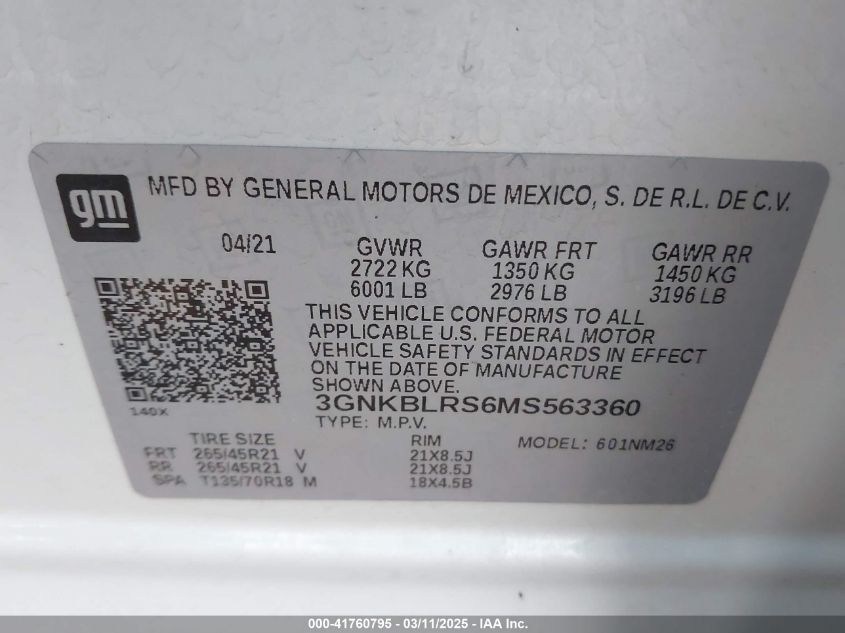 gm
MFD BY GENERAL MOTORS DE MEXICO, S. DE R.L. DE C.V.
04/21 GVWR GAWR FRT GAWR RR
2722 KG 1350 KG 1450 KG
6001 LB 2976 LB 3196 LB
THIS VEHICLE CONFORMS TO ALL
APPLICABLE U.S. FEDERAL MOTOR
VEHICLE SAFETY STANDARDS IN EFFECT
ON THE DATE OF MANUFACTURE
SHOWN ABOVE.
140X 3GNKBLRS6MS563360
TYPE: M.P.V.
TIRE SIZE RIM MODEL: 601NM26
FRT 265/45R21 V 21X8.5J
RR 265/45R21 V 21X8.5J
SPA T135/70R18 M 18X4.5B
000-41760795 - 03/11/2025 - IAA Inc.